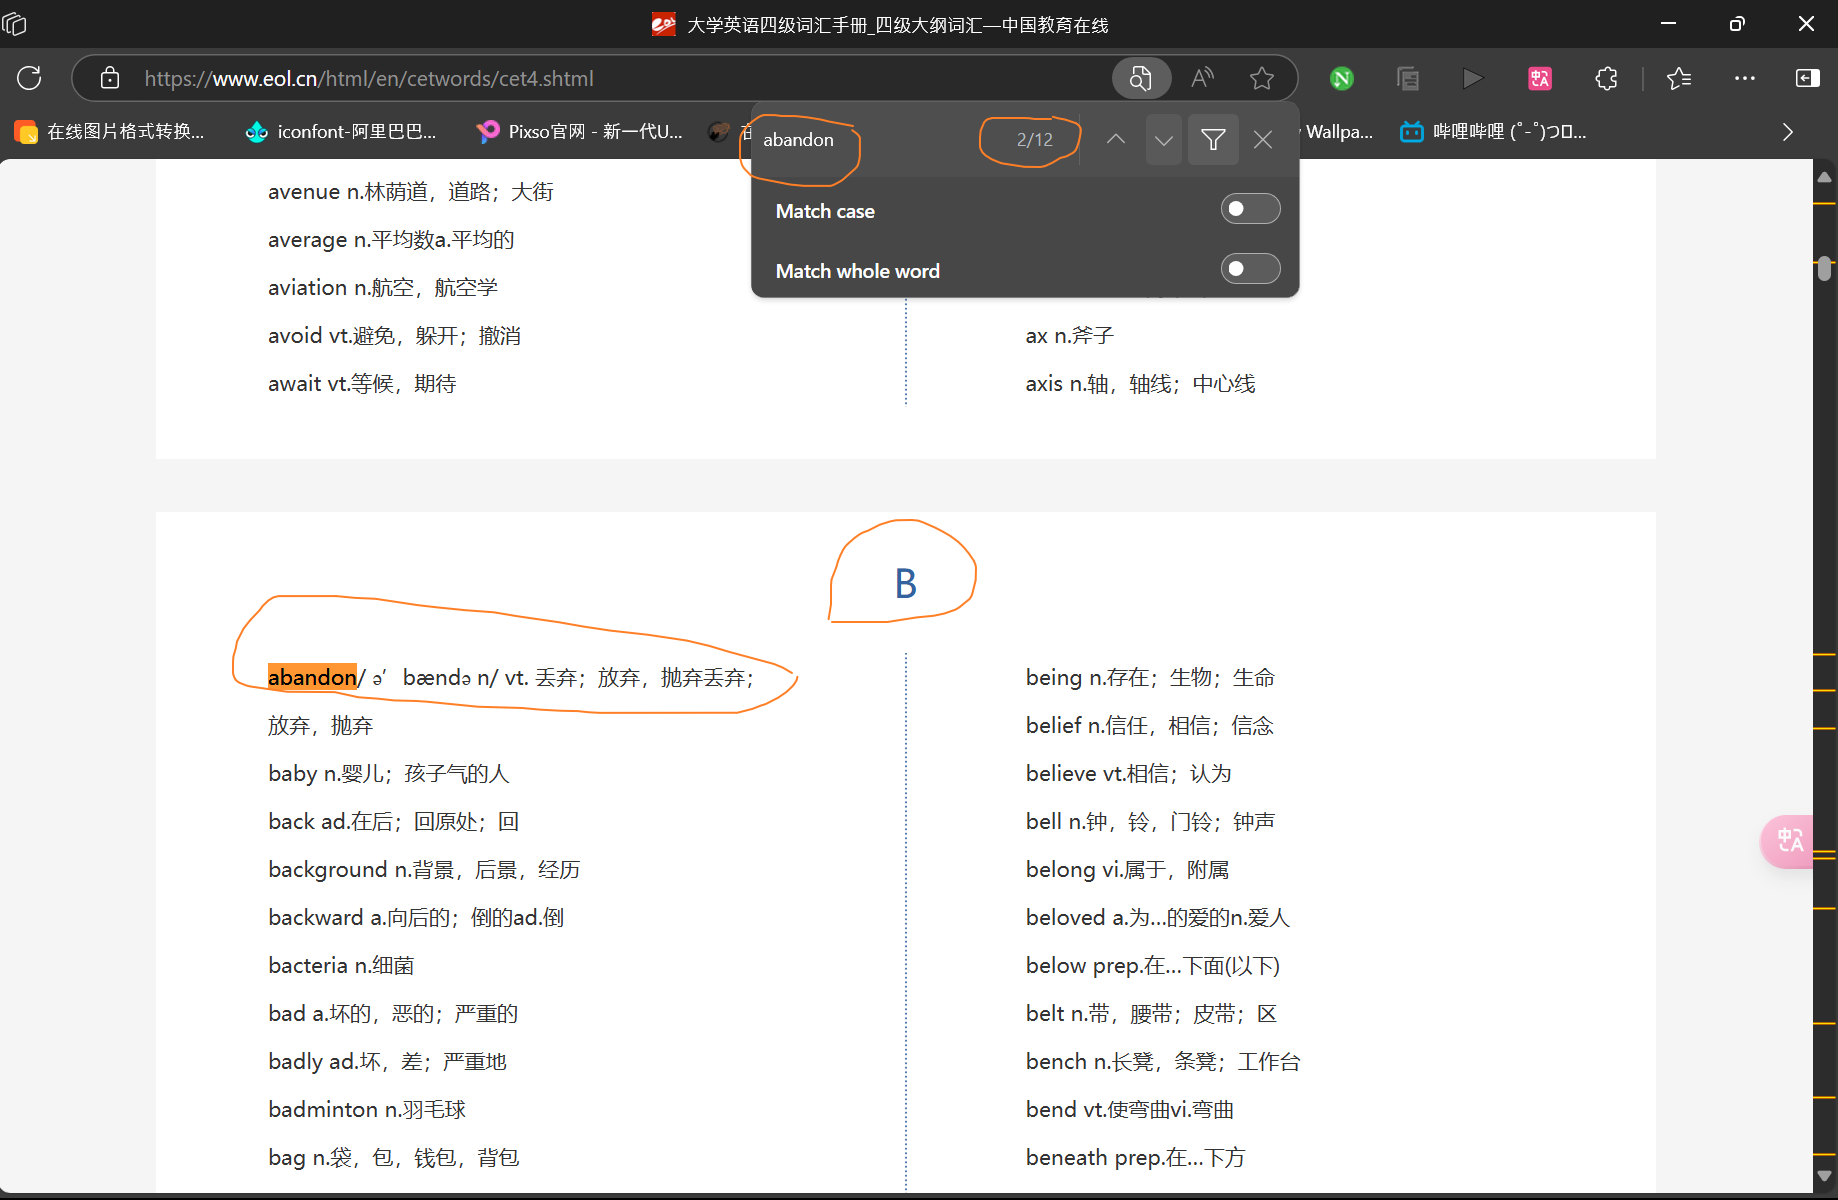 大学英语四级词汇手册_四级大纲词汇—中国教育在线
https://www.eol.cn/html/en/cetwords/cet4.shtml
在线图片格式转换...
iconfont-阿里巴巴...
Pixso官网 - 新一代U...
Wallpa...
哔哩哔哩 (゜-゜)つロ...
abandon
2/12
Match case
Match whole word
avenue n.林荫道，道路；大街
average n.平均数a.平均的
aviation n.航空，航空学
avoid vt.避免，躲开；撤消
await vt.等候，期待
ax n.斧子
axis n.轴，轴线；中心线
B
abandon/ ə′ bændə n/ vt. 丢弃；放弃，抛弃丢弃；
放弃，抛弃
baby n.婴儿；孩子气的人
back ad.在后；回原处；回
background n.背景，后景，经历
backward a.向后的；倒的ad.倒
bacteria n.细菌
bad a.坏的，恶的；严重的
badly ad.坏，差；严重地
badminton n.羽毛球
bag n.袋，包，钱包，背包
being n.存在；生物；生命
belief n.信任，相信；信念
believe vt.相信；认为
bell n.钟，铃，门铃；钟声
belong vi.属于，附属
beloved a.为…的爱的n.爱人
below prep.在…下面(以下)
belt n.带，腰带；皮带；区
bench n.长凳，条凳；工作台
bend vt.使弯曲vi.弯曲
beneath prep.在…下方